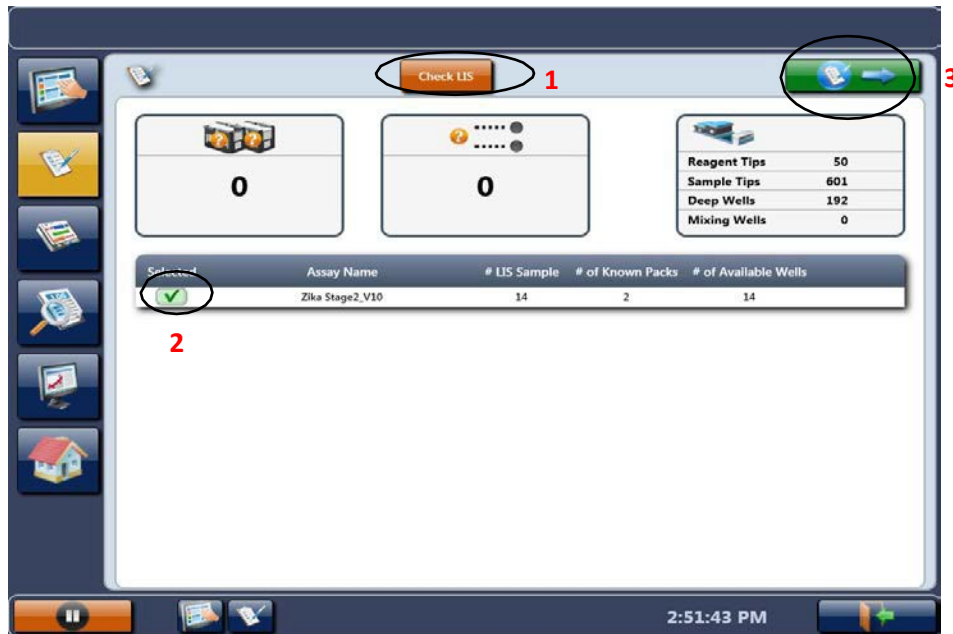 Check LIS
1
3
0
0
Reagent Tips 50
Sample Tips 601
Deep Wells 192
Mixing Wells 0
Selected Assay Name # LIS Sample # of Known Packs # of Available Wells
Zika Stage2_V10 14 2 14
2
2:51:43 PM